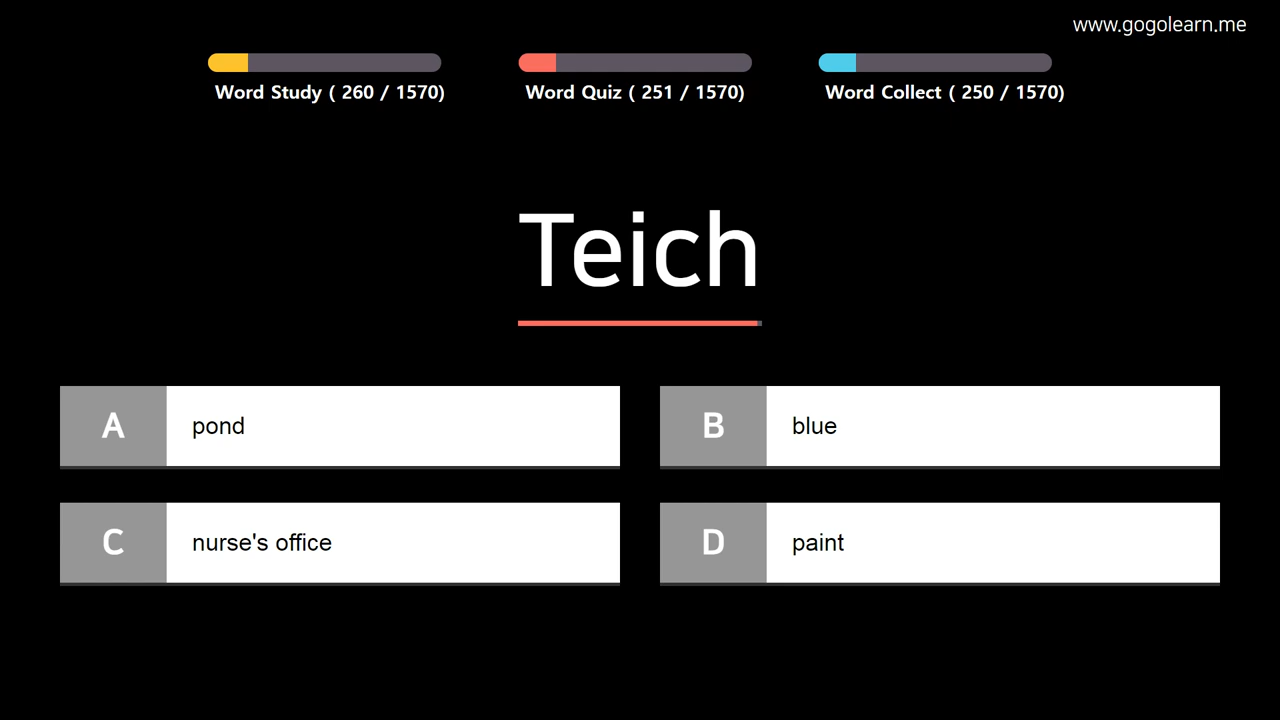 www.gogolearn.me
Word Study ( 260 / 1570)
Word Quiz ( 251 / 1570)
Word Collect ( 250 / 1570)
Teich
A pond
B blue
C nurse's office
D paint